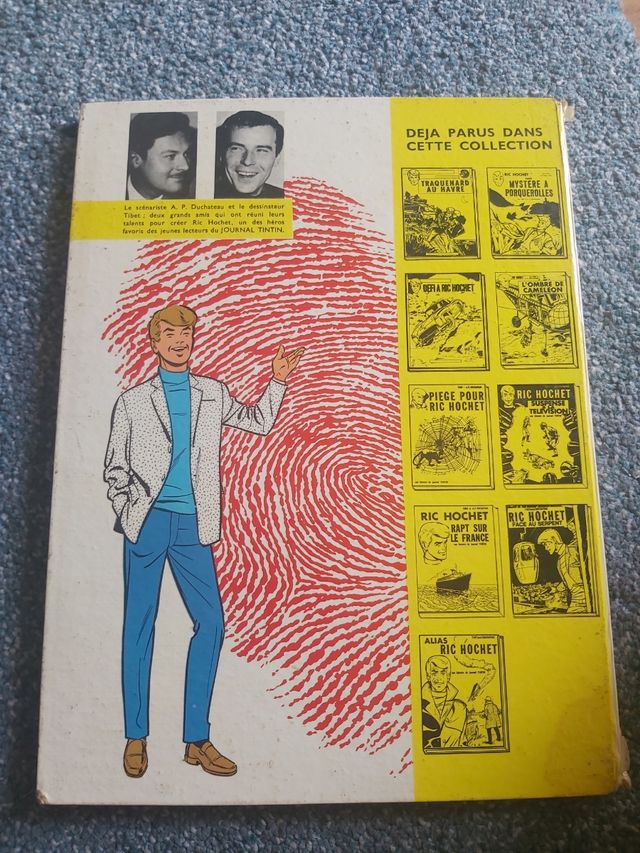 Le scénariste A. P. Duchateau et le dessinateur
Tibet ; deux grands amis qui ont réuni leurs
talents pour créer Ric Hochet, un des héros
favoris des jeunes lecteurs du JOURNAL TINTIN.
DEJA PARUS DANS
CETTE COLLECTION
TRAQUENARD
AU HAVRE
RIC HOCHET
MYSTÈRE À
PORQUEROLLES
DEFI A RIC HOCHET
L'OMBRE DE
CAMELEON
PIEGE POUR
RIC HOCHET
RIC HOCHET
SUSPENSE
TELEVISION
RIC HOCHET
RAPT SUR
LE FRANCE
RIC HOCHET
FACE AU SERPENT
ALIAS
RIC HOCHET